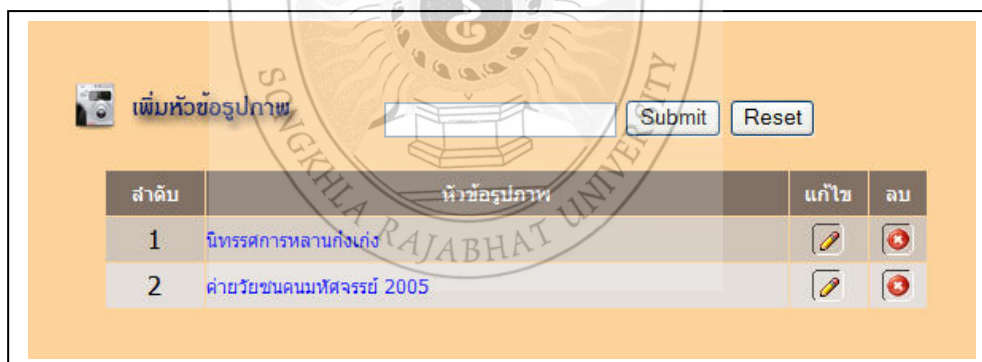 เพิ่มหัวข้อรูปภาพ Submit Reset
ลำดับ หัวข้อรูปภาพ แก้ไข ลบ
1 นิทรรศการหลานก๋งเก่ง
2 ค่ายวัยชนคนมหัศจรรย์ 2005
SONGKHLA RAJABHAT UNIVERSITY